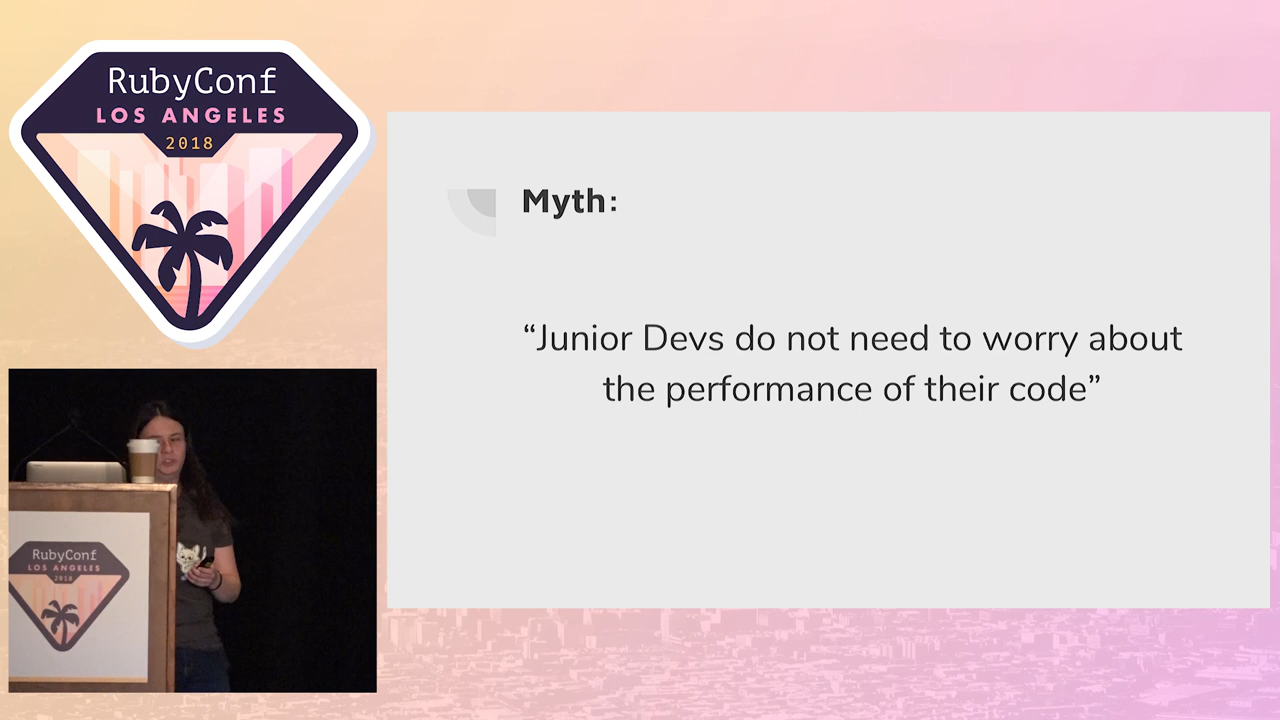 RubyConf
LOS ANGELES
2018
Myth:
“Junior Devs do not need to worry about
the performance of their code”
RubyConf
LOS ANGELES
2018